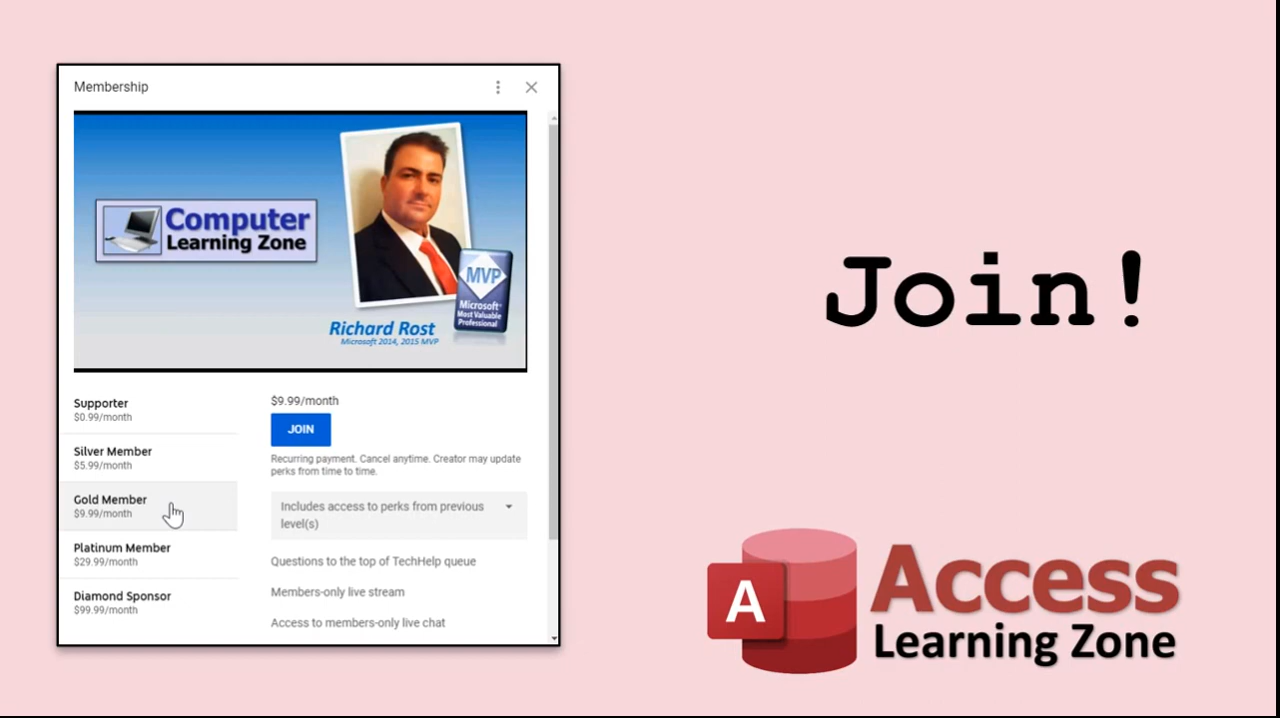 Membership
Computer
Learning Zone
MVP
Microsoft®
Most Valuable
Professional
Richard Rost
Microsoft 2014, 2015 MVP
Supporter
$0.99/month
Silver Member
$5.99/month
Gold Member
$9.99/month
Platinum Member
$29.99/month
Diamond Sponsor
$99.99/month
$9.99/month
JOIN
Recurring payment. Cancel anytime. Creator may update
perks from time to time.
Includes access to perks from previous
level(s)
Questions to the top of TechHelp queue
Members-only live stream
Access to members-only live chat
Join!
A
Access
Learning Zone